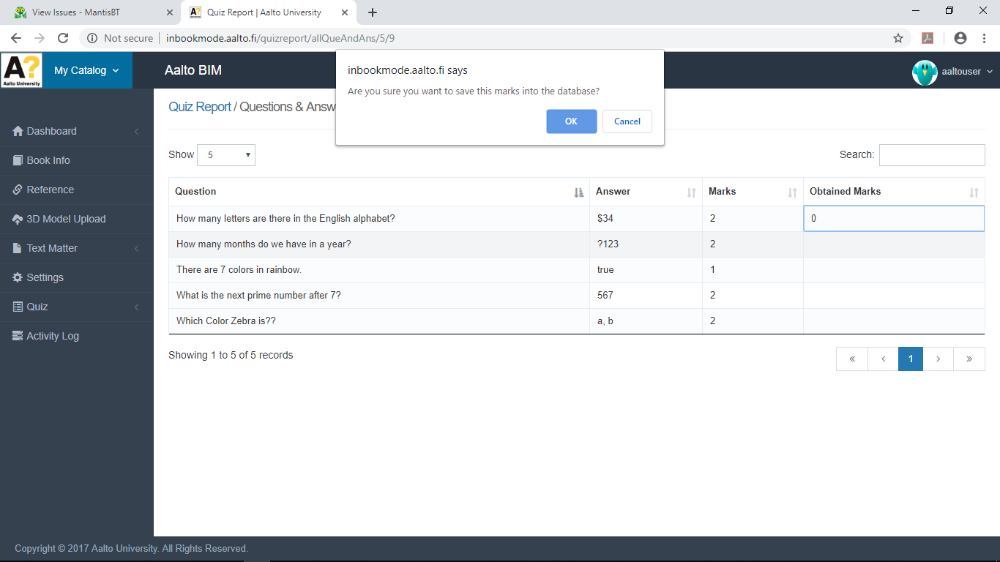 View Issues - MantisBT
Quiz Report | Aalto University
Not secure | inbookmode.aalto.fi/quizreport/allQueAndAns/5/9
A?
Aalto University
My Catalog
Aalto BIM
aaltouser
inbookmode.aalto.fi says
Are you sure you want to save this marks into the database?
OK
Cancel
Dashboard
Book Info
Reference
3D Model Upload
Text Matter
Settings
Quiz
Activity Log
Quiz Report / Questions & Answ
Show 5
Search:
Question Answer Marks Obtained Marks
How many letters are there in the English alphabet? $34 2 0
How many months do we have in a year? ?123 2
There are 7 colors in rainbow. true 1
What is the next prime number after 7? 567 2
Which Color Zebra is?? a, b 2
Showing 1 to 5 of 5 records
« ‹ 1 › »
Copyright © 2017 Aalto University. All Rights Reserved.